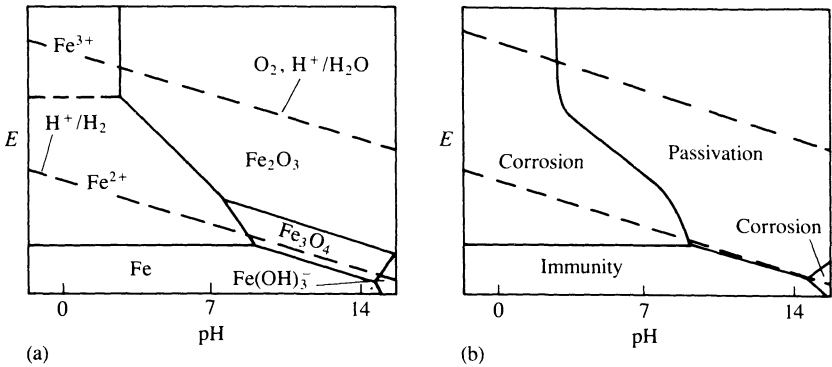 Fe³⁺
O₂, H⁺/H₂O
H⁺/H₂
E
Fe₂O₃
Fe²⁺
Fe₃O₄
Fe
Fe(OH)₃⁻
0
7
14
pH
(a)
E
Corrosion
Passivation
Corrosion
Immunity
0
7
14
pH
(b)